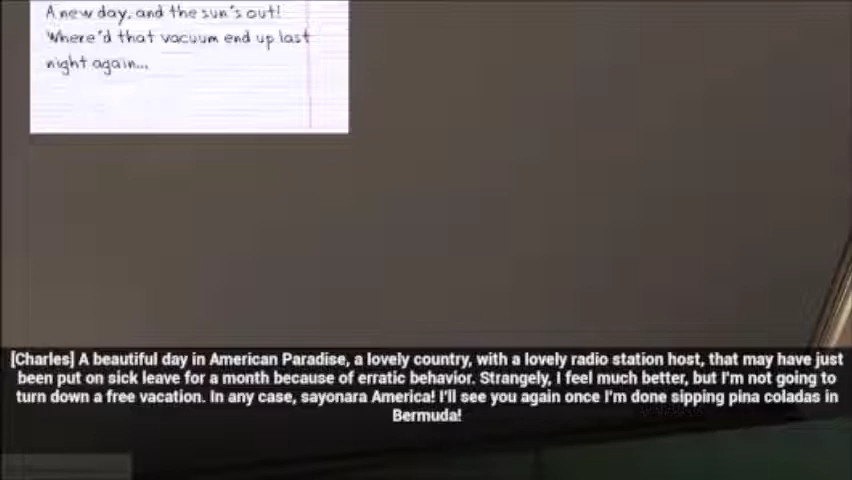 A new day, and the sun's out!
Where'd that vacuum end up last
night again...
[Charles] A beautiful day in American Paradise, a lovely country, with a lovely radio station host, that may have just
been put on sick leave for a month because of erratic behavior. Strangely, I feel much better, but I'm not going to
turn down a free vacation. In any case, sayonara America! I'll see you again once I'm done sipping pina coladas in
Bermuda!